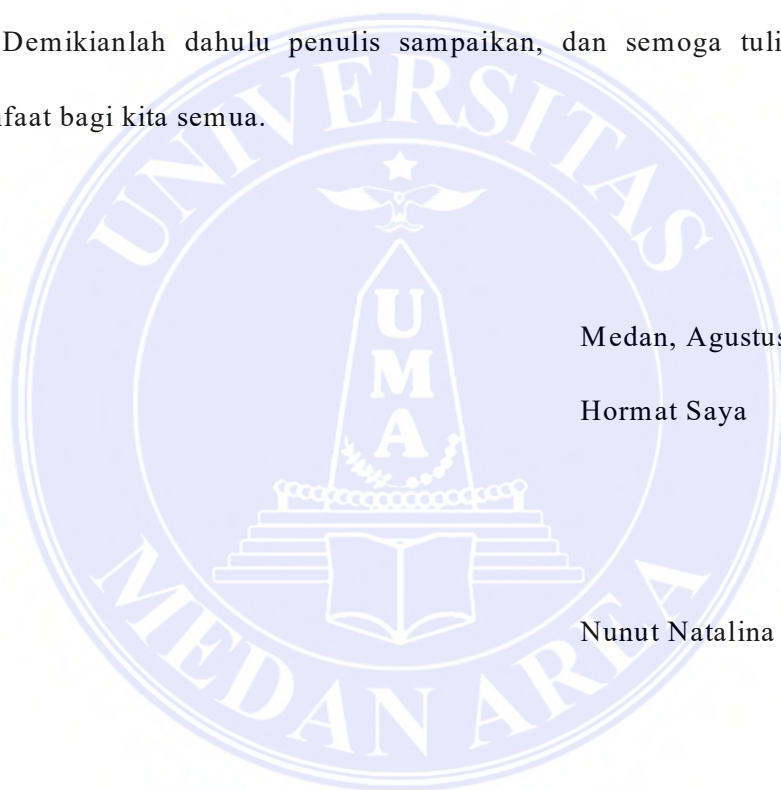 Demikianlah dahulu penulis sampaikan, dan semoga tuli
nfaat bagi kita semua.
UNIVERSITAS
U
M
A
Medan, Agustus
Hormat Saya
Nunut Natalina
MEDAN AREA